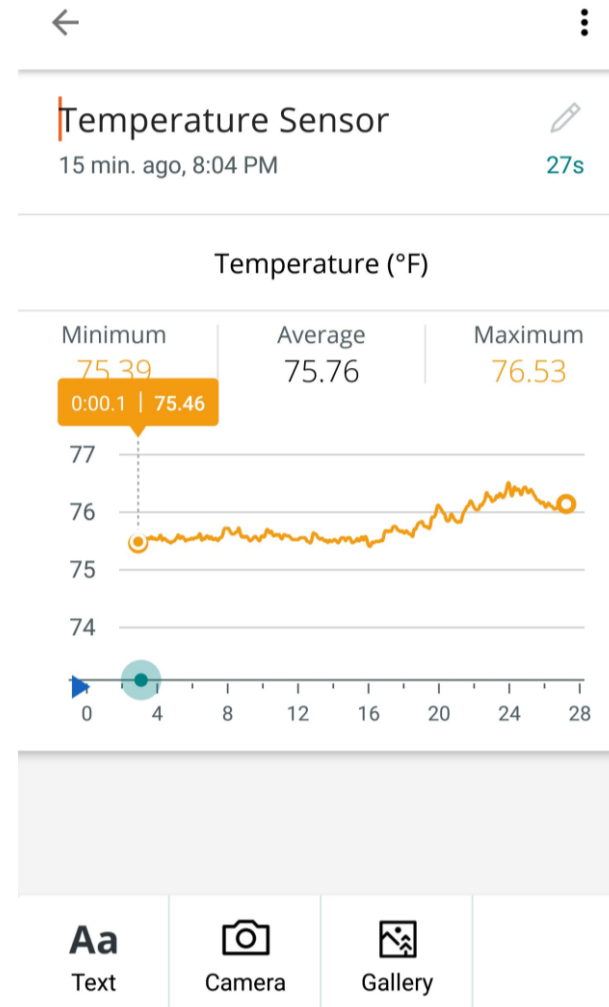 Temperature Sensor
15 min. ago, 8:04 PM 27s
Temperature (°F)
Minimum Average Maximum
75.39 75.76 76.53
0:00.1 | 75.46
77
76
75
74
0 4 8 12 16 20 24 28
Aa
Text Camera Gallery